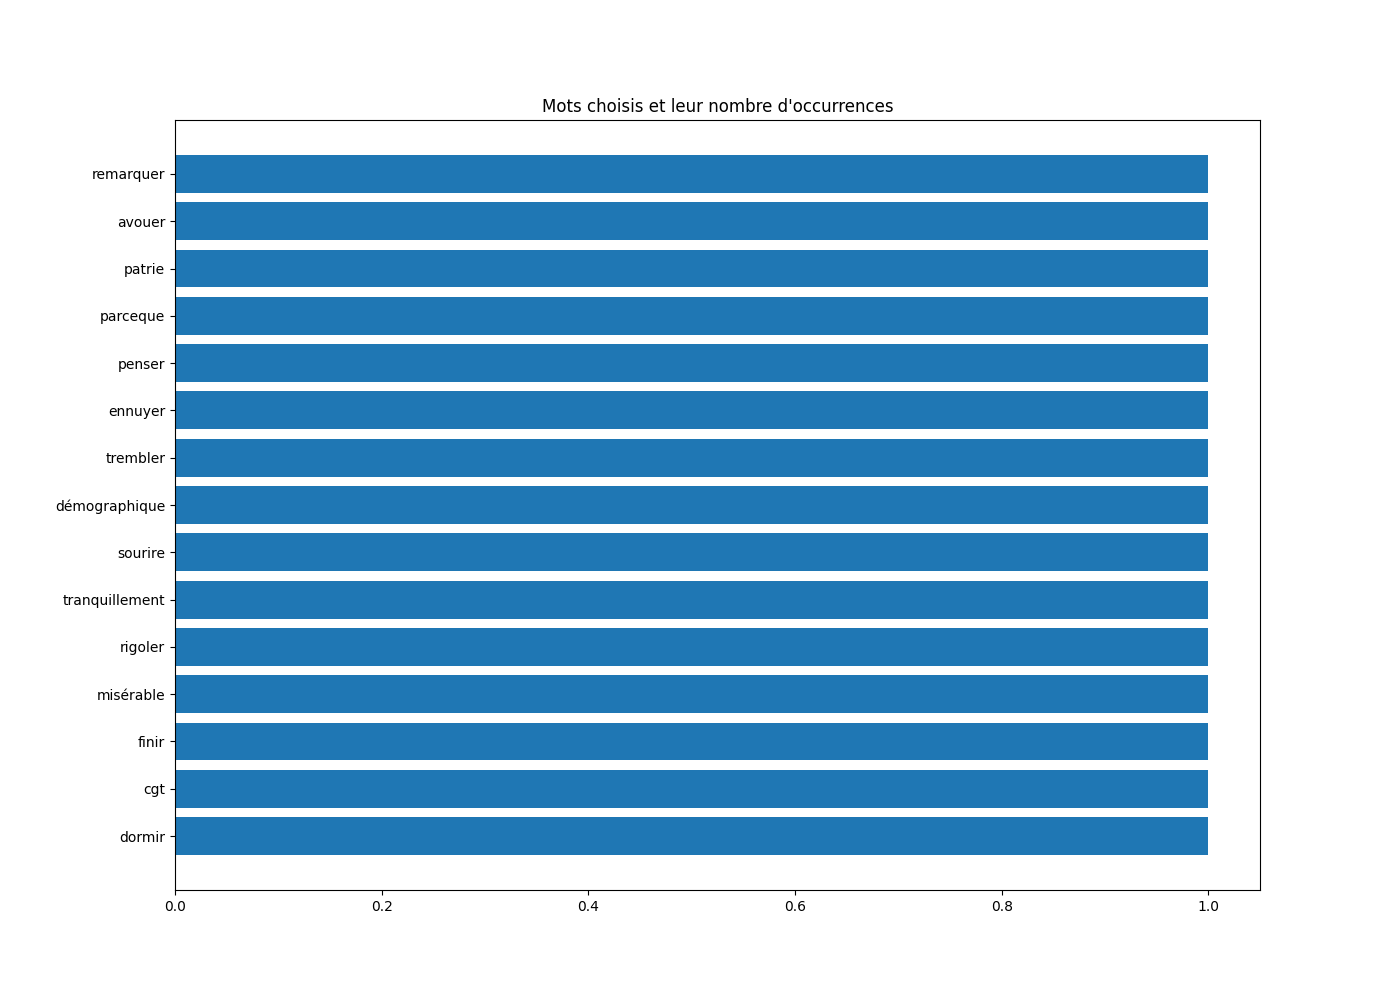 Mots choisis et leur nombre d'occurrences
remarquer
avouer
patrie
parceque
penser
ennuyer
trembler
démographique
sourire
tranquillement
rigoler
misérable
finir
cgt
dormir
0.0 0.2 0.4 0.6 0.8 1.0